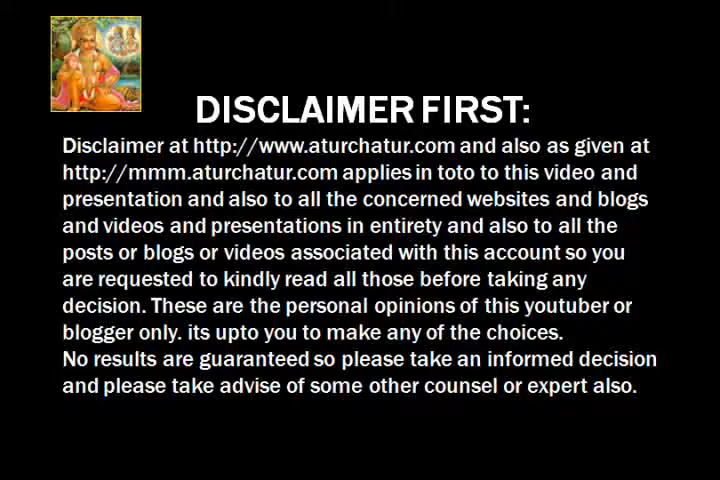 DISCLAIMER FIRST:
Disclaimer at http://www.aturchatur.com and also as given at
http://mmm.aturchatur.com applies in toto to this video and
presentation and also to all the concerned websites and blogs
and videos and presentations in entirety and also to all the
posts or blogs or videos associated with this account so you
are requested to kindly read all those before taking any
decision. These are the personal opinions of this youtuber or
blogger only. its upto you to make any of the choices.
No results are guaranteed so please take an informed decision
and please take advise of some other counsel or expert also.